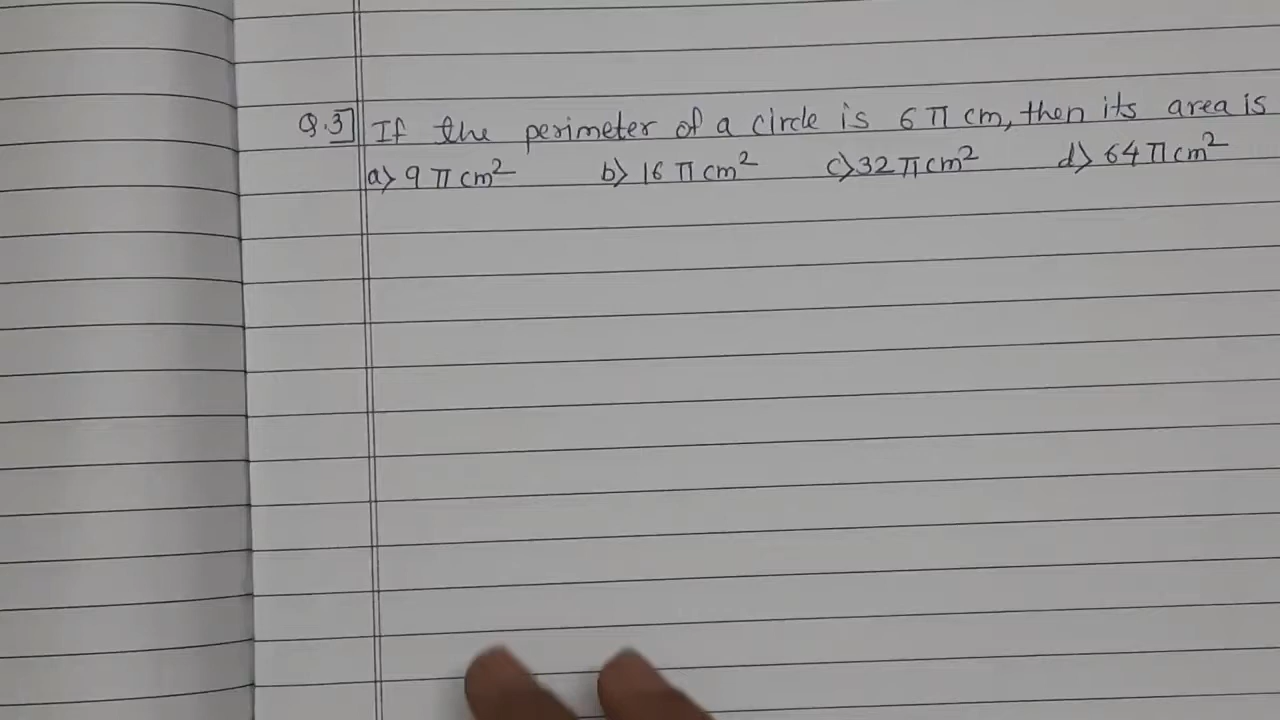 Q.3 If the perimeter of a circle is 6π cm, then its area is
a) 9π cm² b) 16π cm² c) 32π cm² d) 64π cm²